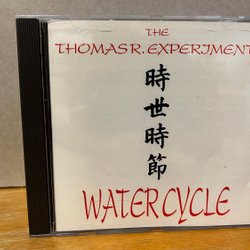 THE
THOMAS R. EXPERIMENT
時世時節
WATERCYCLE